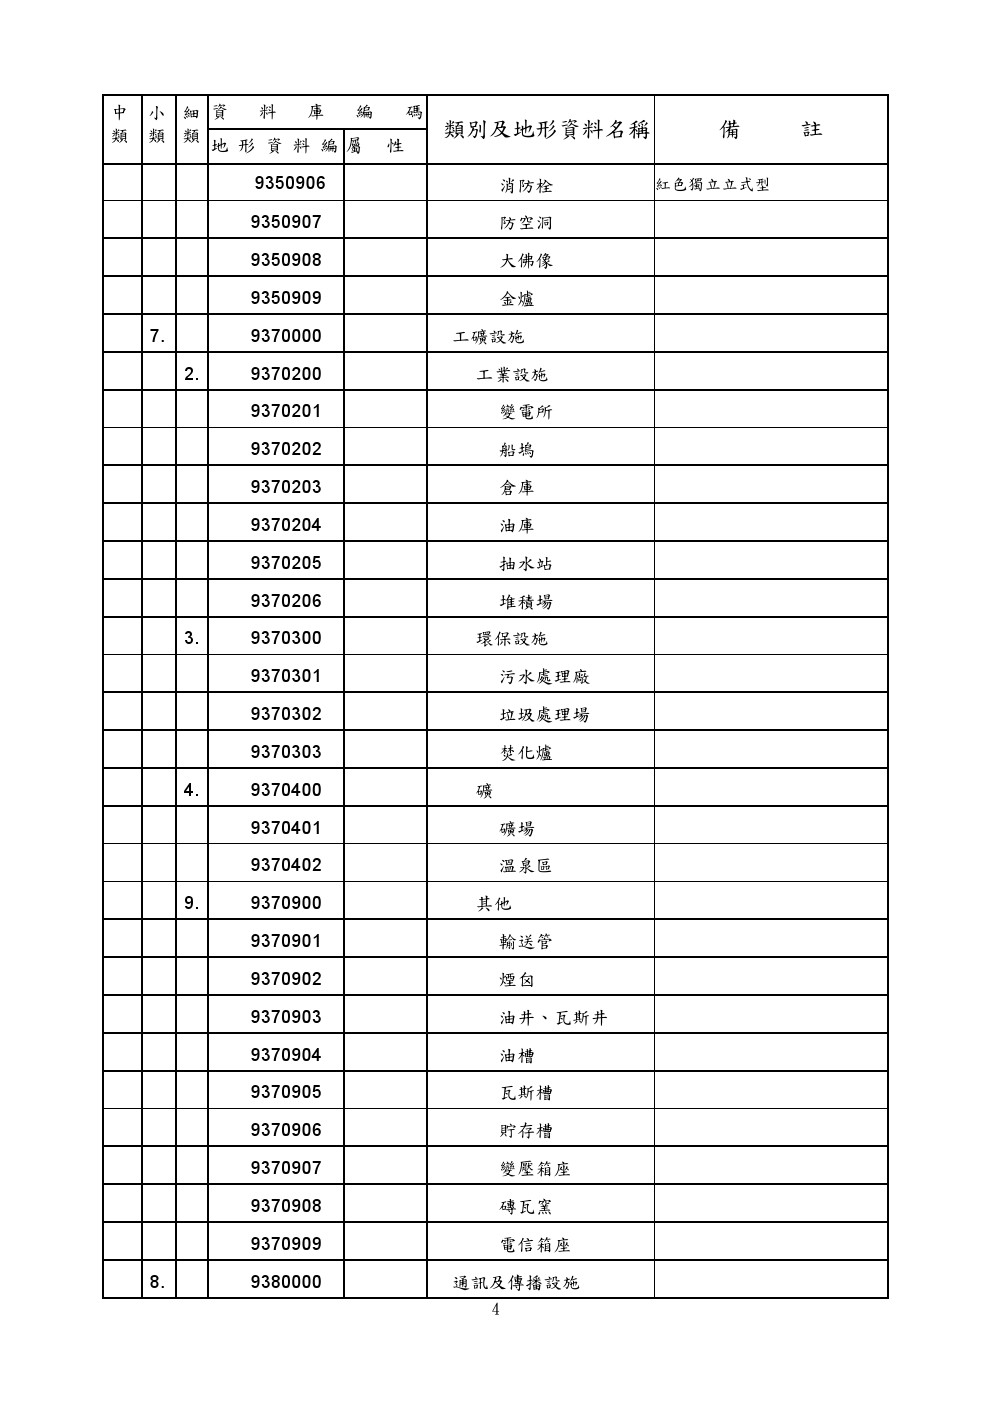 中類 小類 細類 資料庫編碼 類別及地形資料名稱 備註
地形資料編 屬性
9350906 消防栓 紅色獨立立式型
9350907 防空洞
9350908 大佛像
9350909 金爐
7. 9370000 工礦設施
2. 9370200 工業設施
9370201 變電所
9370202 船塢
9370203 倉庫
9370204 油庫
9370205 抽水站
9370206 堆積場
3. 9370300 環保設施
9370301 污水處理廠
9370302 垃圾處理場
9370303 焚化爐
4. 9370400 礦
9370401 礦場
9370402 溫泉區
9. 9370900 其他
9370901 輸送管
9370902 煙囪
9370903 油井、瓦斯井
9370904 油槽
9370905 瓦斯槽
9370906 貯存槽
9370907 變壓箱座
9370908 磚瓦窯
9370909 電信箱座
8. 9380000 通訊及傳播設施
4